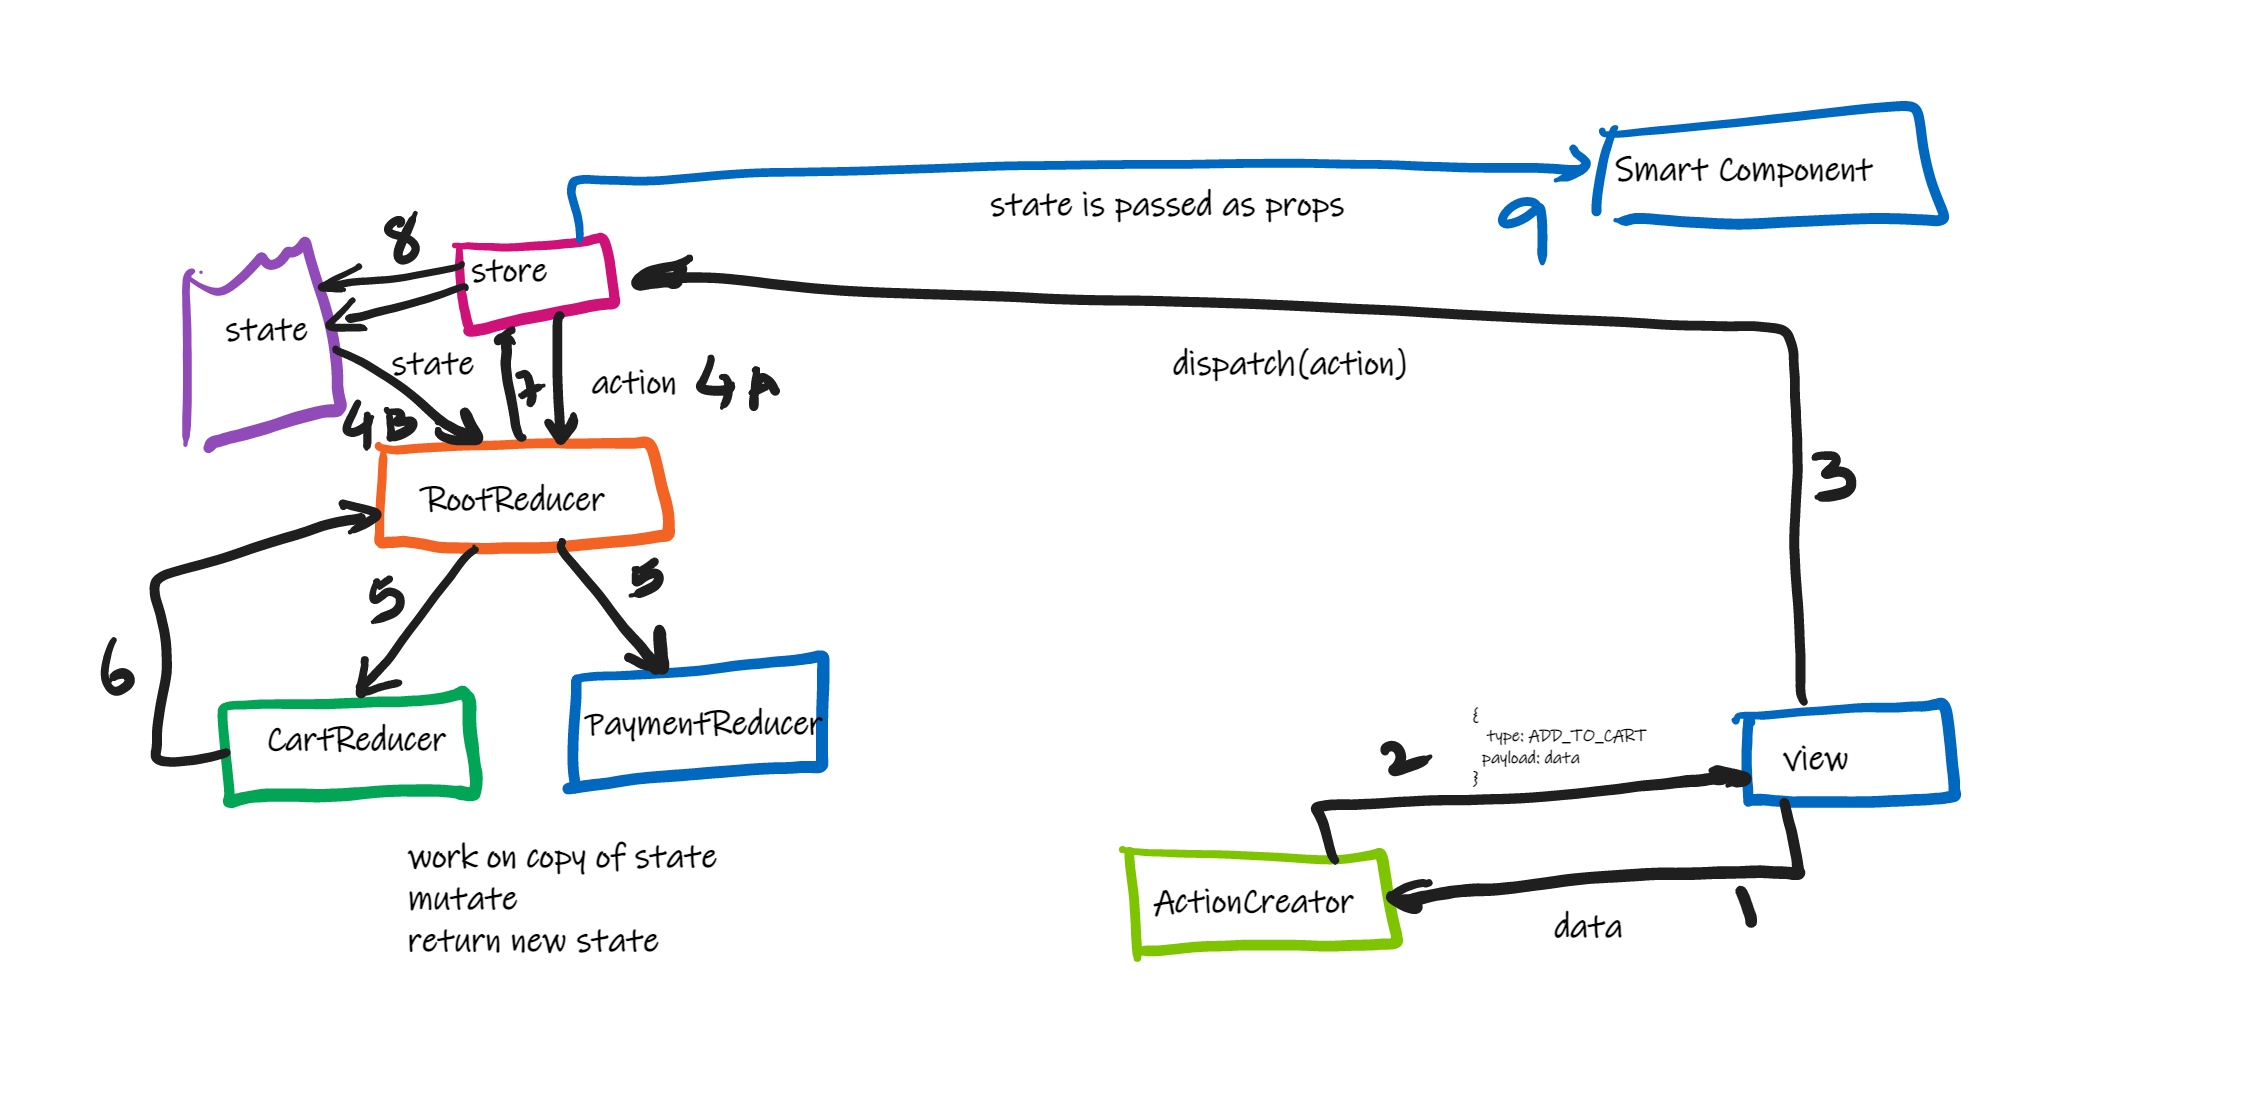 Smart Component
state is passed as props
9
8
store
state
state
7
action 4A
4B
dispatch(action)
3
RootReducer
5
5
6
CartReducer
PaymentReducer
{
type: ADD_TO_CART
payload: data
}
2
view
work on copy of state
mutate
return new state
ActionCreator
1
data